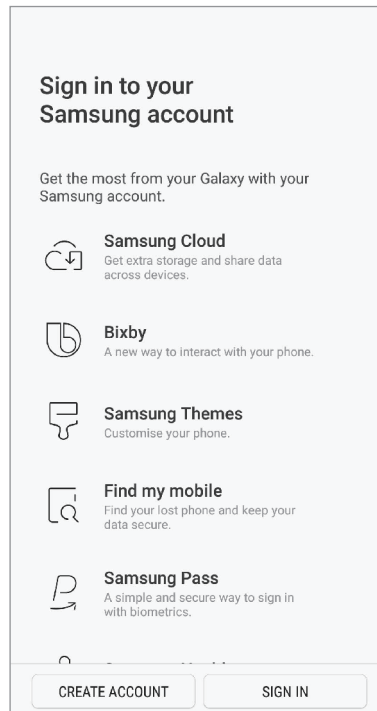 Sign in to your
Samsung account
Get the most from your Galaxy with your
Samsung account.
Samsung Cloud
Get extra storage and share data
across devices.
Bixby
A new way to interact with your phone.
Samsung Themes
Customise your phone.
Find my mobile
Find your lost phone and keep your
data secure.
Samsung Pass
A simple and secure way to sign in
with biometrics.
CREATE ACCOUNT SIGN IN